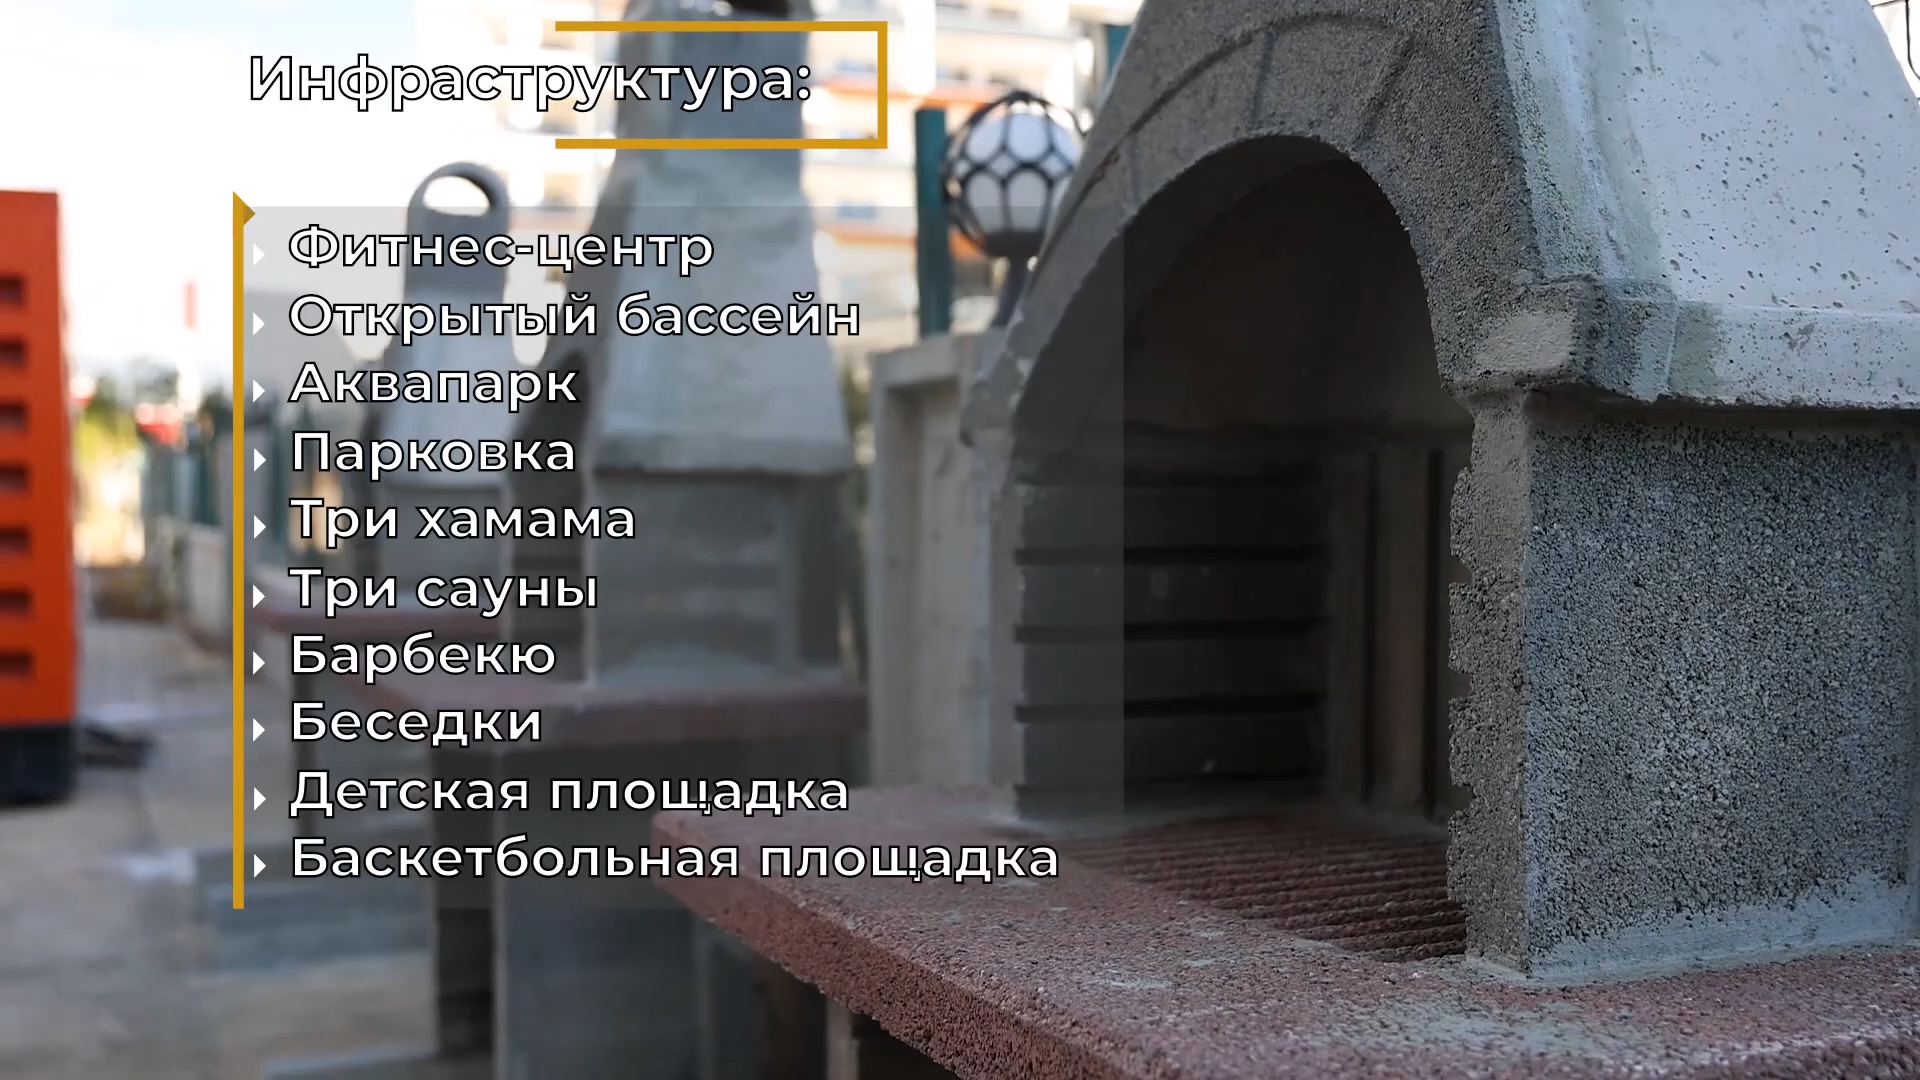 Инфраструктура:
Фитнес-центр
Открытый бассейн
Аквапарк
Парковка
Три хамама
Три сауны
Барбекю
Беседки
Детская площадка
Баскетбольная площадка